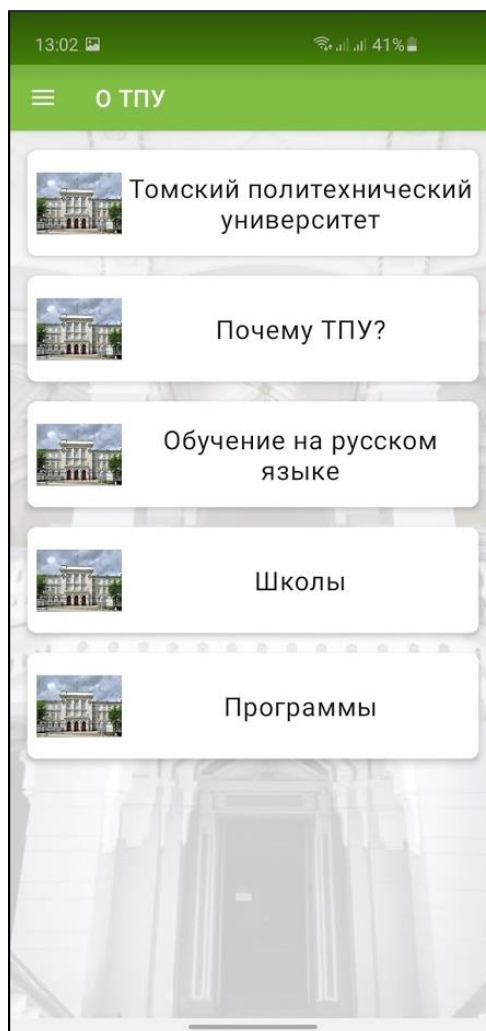 13:02
41%
О ТПУ
Томский политехнический
университет
Почему ТПУ?
Обучение на русском
языке
Школы
Программы